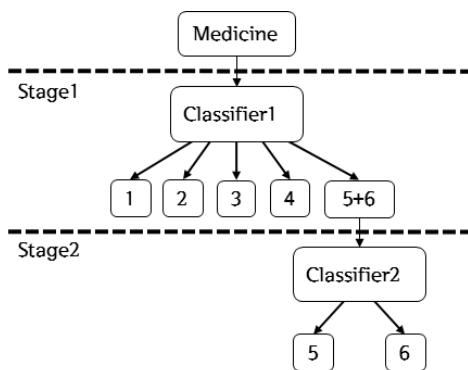 Medicine
Stage1
Classifier1
1 2 3 4 5+6
Stage2
Classifier2
5 6